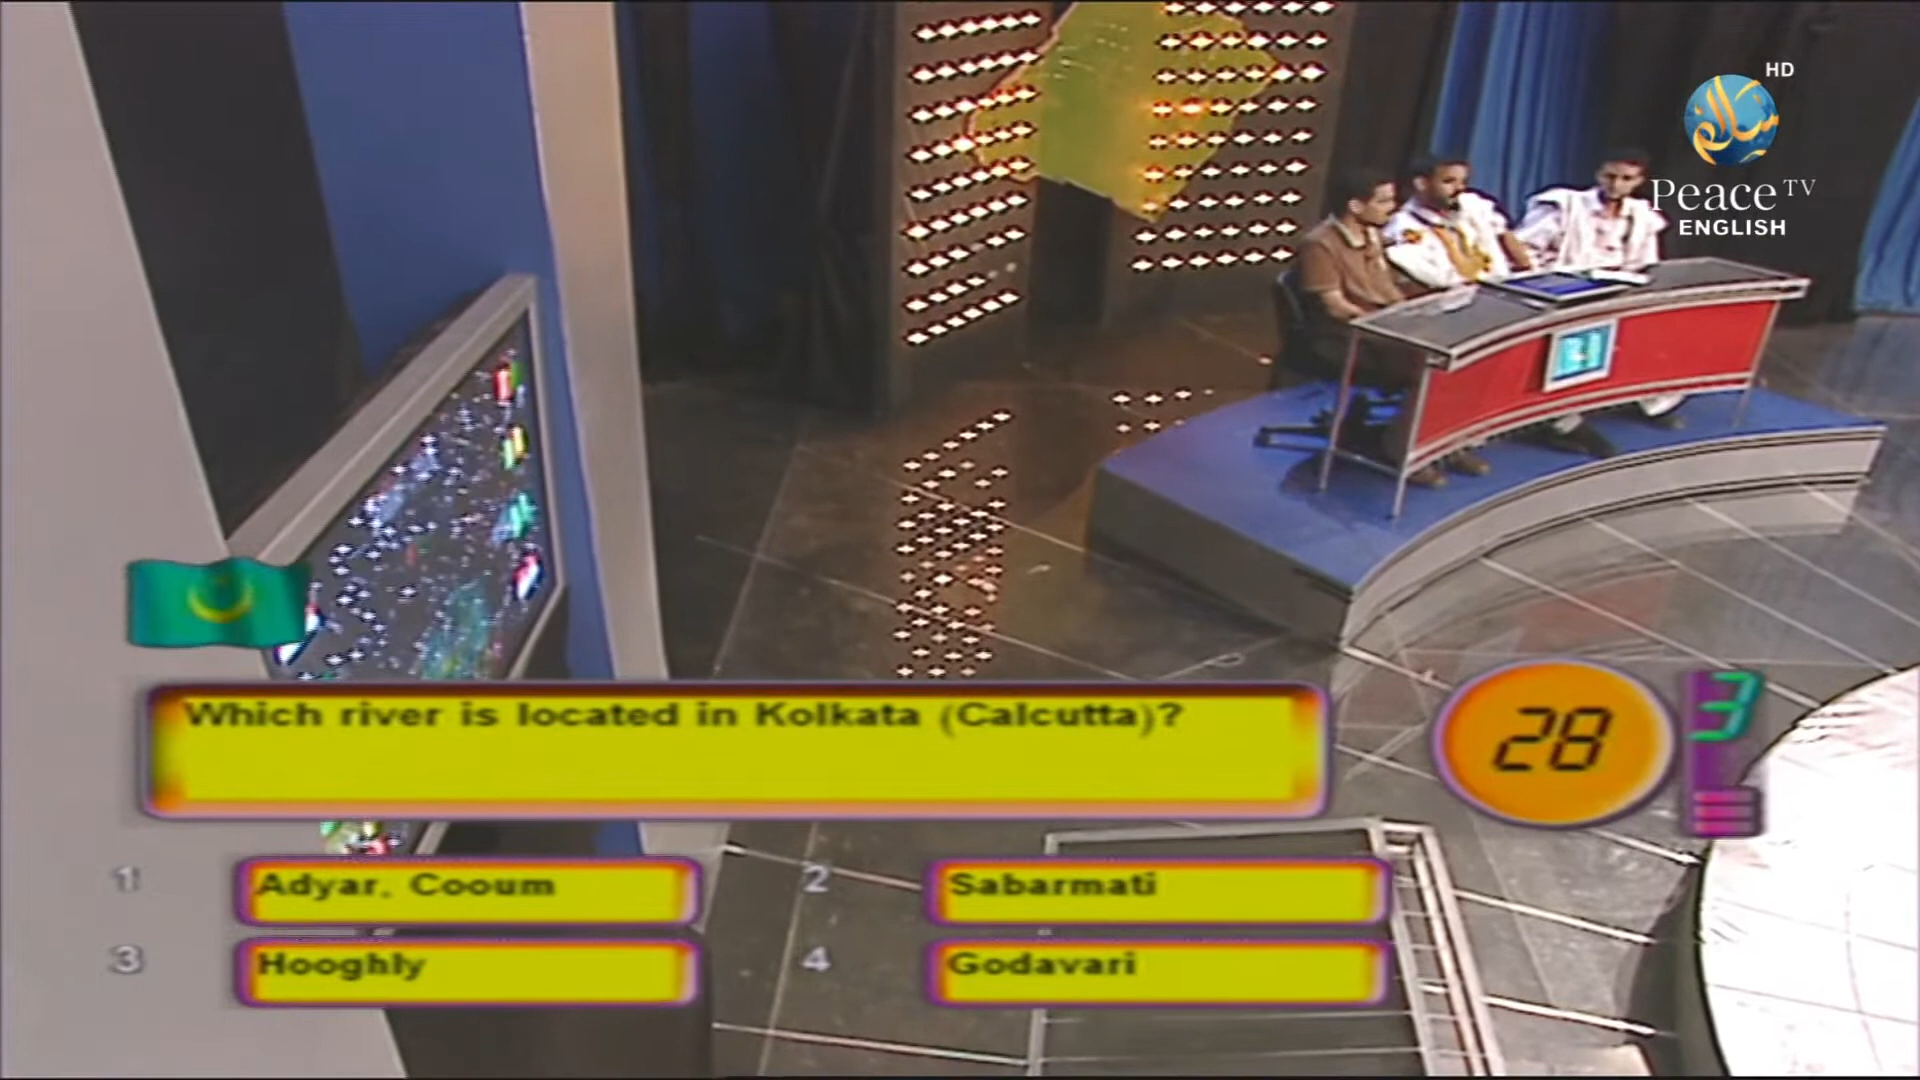 HD
سلام
Peace TV
ENGLISH
Which river is located in Kolkata (Calcutta)?
28
3
1 Adyar, Cooum
2 Sabarmati
3 Hooghly
4 Godavari